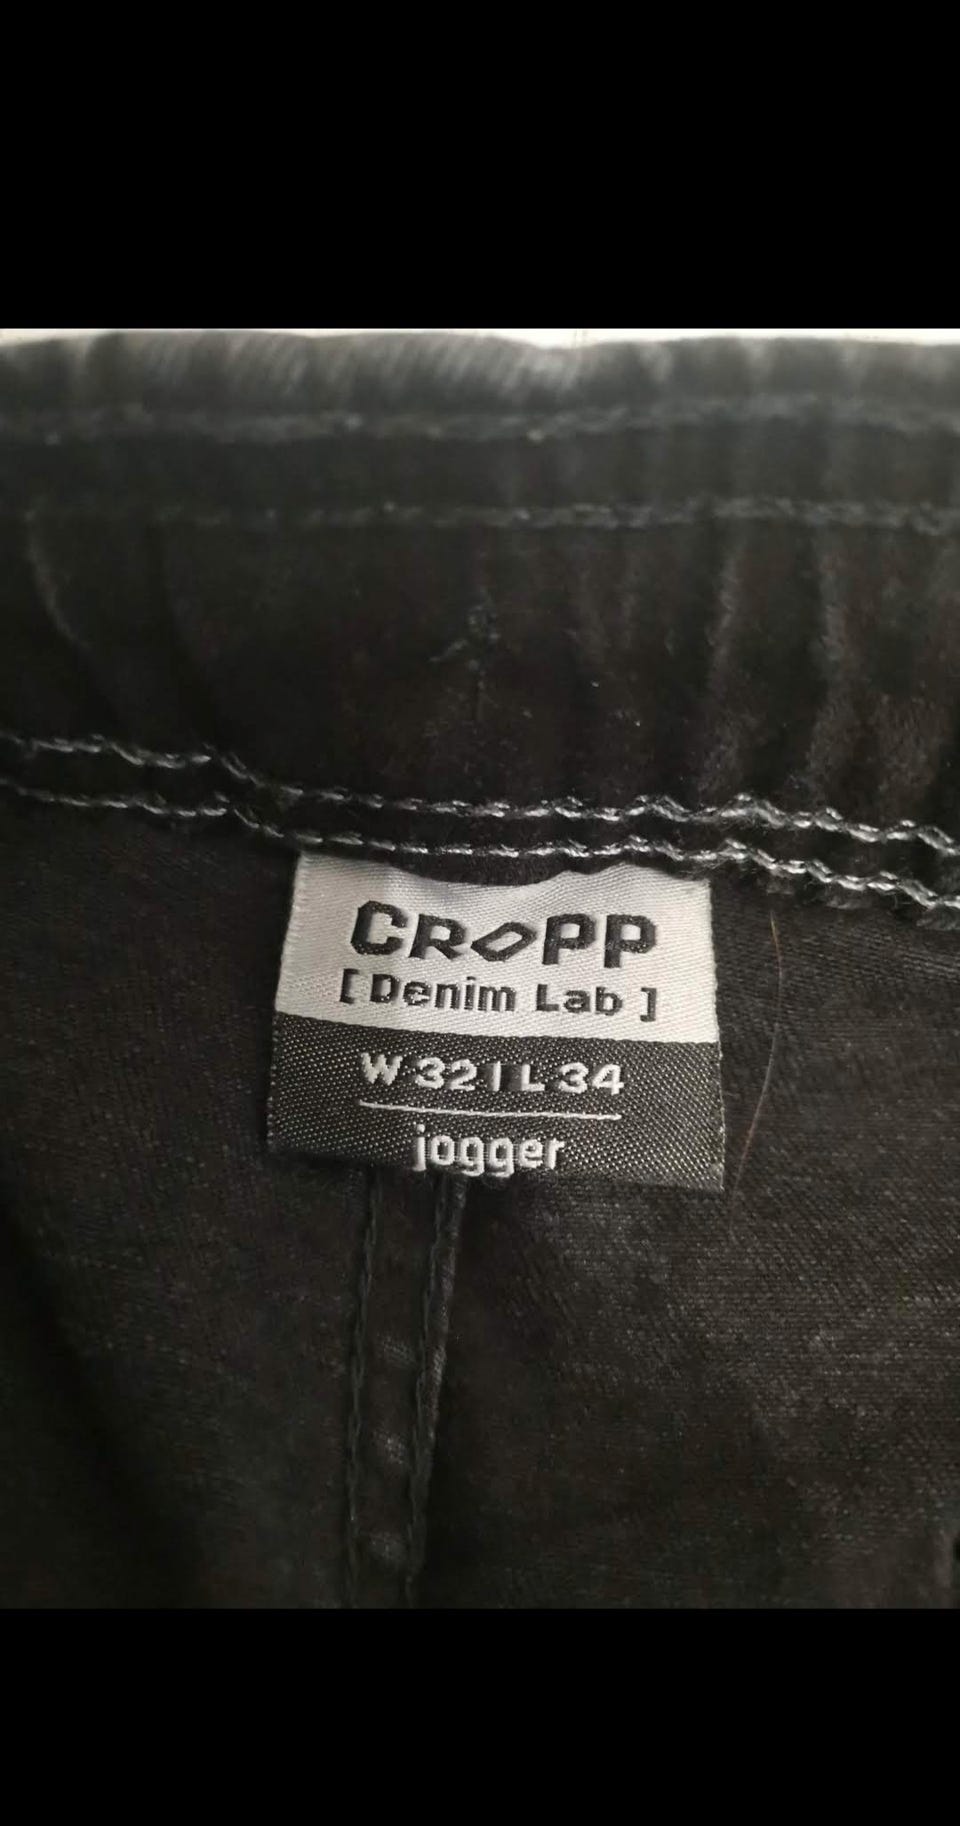 CROPP
[ Denim Lab ]
W 32 | L 34
jogger